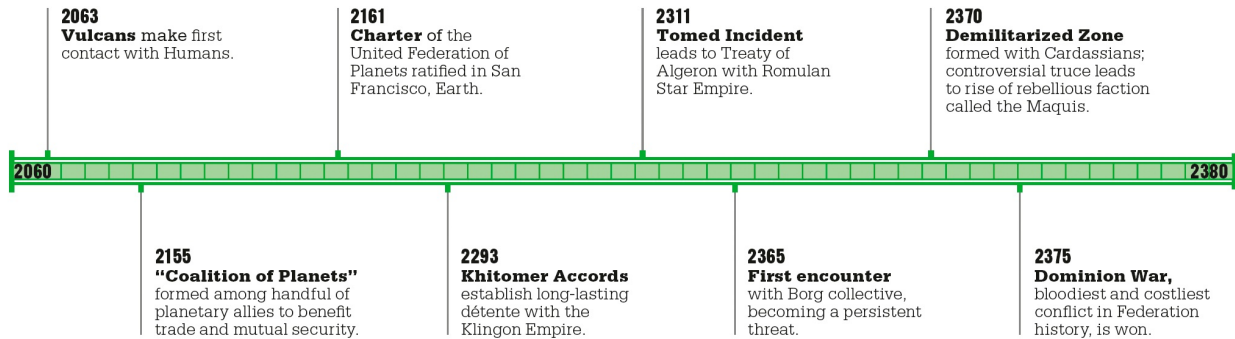 2063
Vulcans make first
contact with Humans.
2161
Charter of the
United Federation of
Planets ratified in San
Francisco, Earth.
2311
Tomed Incident
leads to Treaty of
Algeron with Romulan
Star Empire.
2370
Demilitarized Zone
formed with Cardassians;
controversial truce leads
to rise of rebellious faction
called the Maquis.
2060
2380
2155
“Coalition of Planets”
formed among handful of
planetary allies to benefit
trade and mutual security.
2293
Khitomer Accords
establish long-lasting
détente with the
Klingon Empire.
2365
First encounter
with Borg collective,
becoming a persistent
threat.
2375
Dominion War,
bloodiest and costliest
conflict in Federation
history, is won.